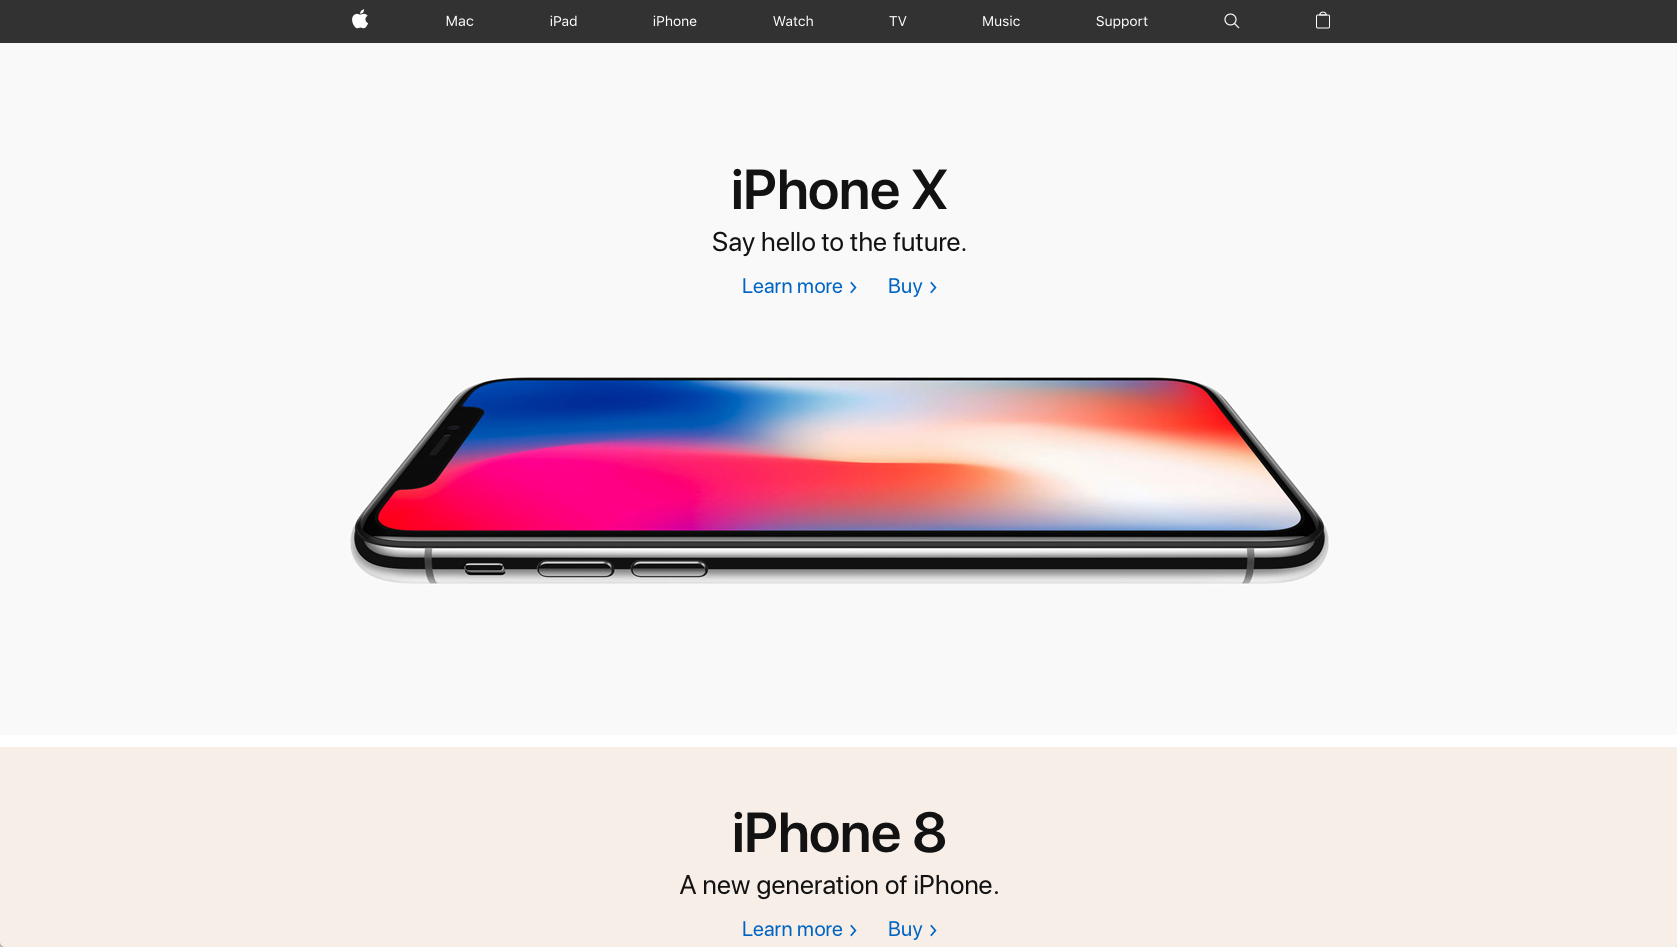 Mac iPad iPhone Watch TV Music Support
iPhone X
Say hello to the future.
Learn more > Buy >
iPhone 8
A new generation of iPhone.
Learn more > Buy >